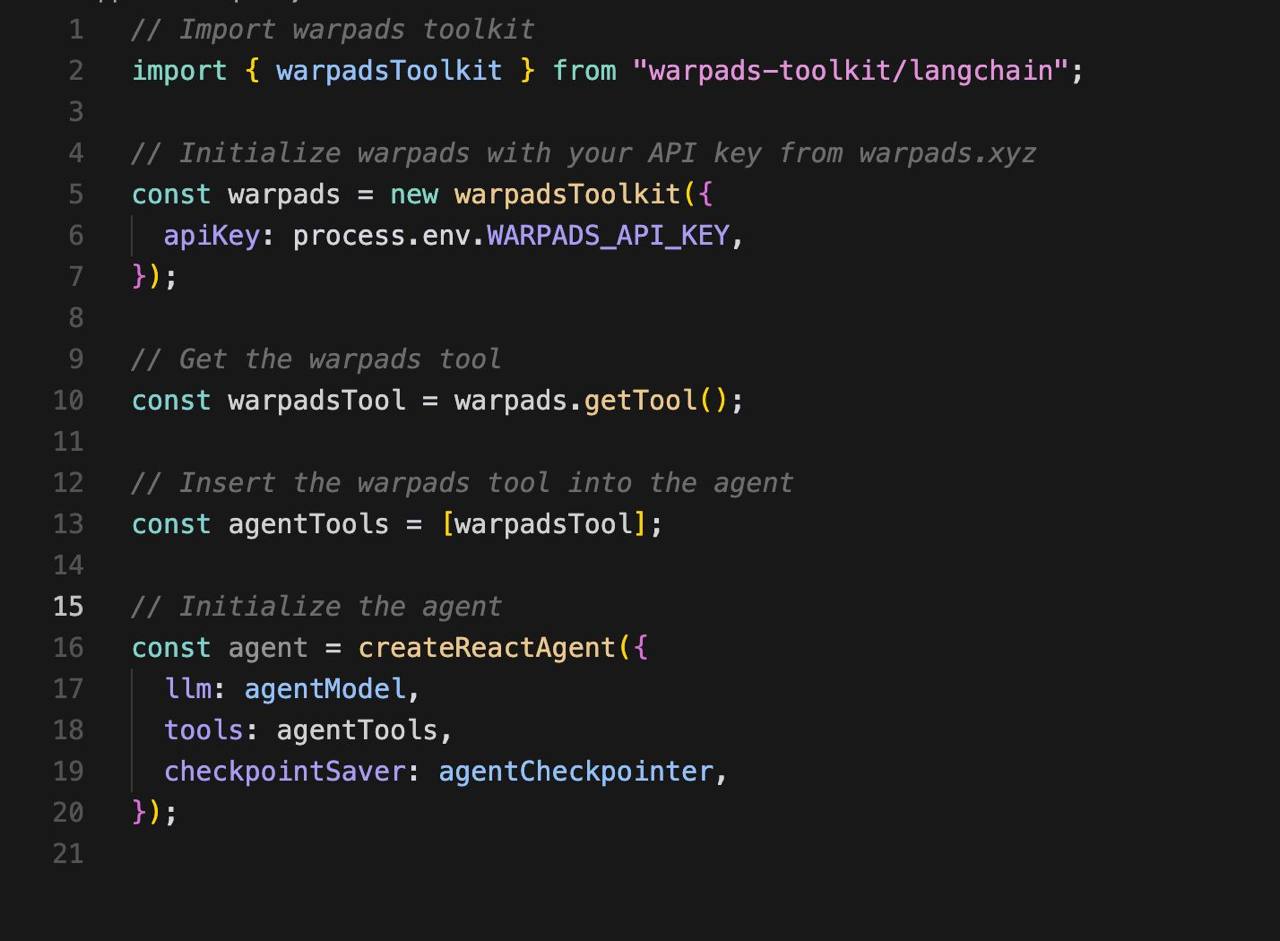 1 // Import warpads toolkit
2 import { warpadsToolkit } from "warpads-toolkit/langchain";
3
4 // Initialize warpads with your API key from warpads.xyz
5 const warpads = new warpadsToolkit({
6   apiKey: process.env.WARPADS_API_KEY,
7 });
8
9 // Get the warpads tool
10 const warpadsTool = warpads.getTool();
11
12 // Insert the warpads tool into the agent
13 const agentTools = [warpadsTool];
14
15 // Initialize the agent
16 const agent = createReactAgent({
17   llm: agentModel,
18   tools: agentTools,
19   checkpointSaver: agentCheckpointer,
20 });
21